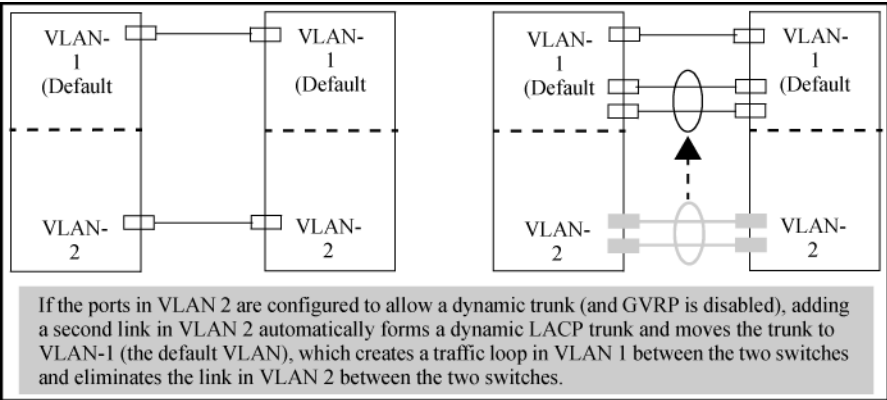 VLAN-
1
(Default
VLAN-
1
(Default
VLAN-
2
VLAN-
2
VLAN-
1
(Default
VLAN-
1
(Default
VLAN-
2
VLAN-
2
If the ports in VLAN 2 are configured to allow a dynamic trunk (and GVRP is disabled), adding
a second link in VLAN 2 automatically forms a dynamic LACP trunk and moves the trunk to
VLAN-1 (the default VLAN), which creates a traffic loop in VLAN 1 between the two switches
and eliminates the link in VLAN 2 between the two switches.